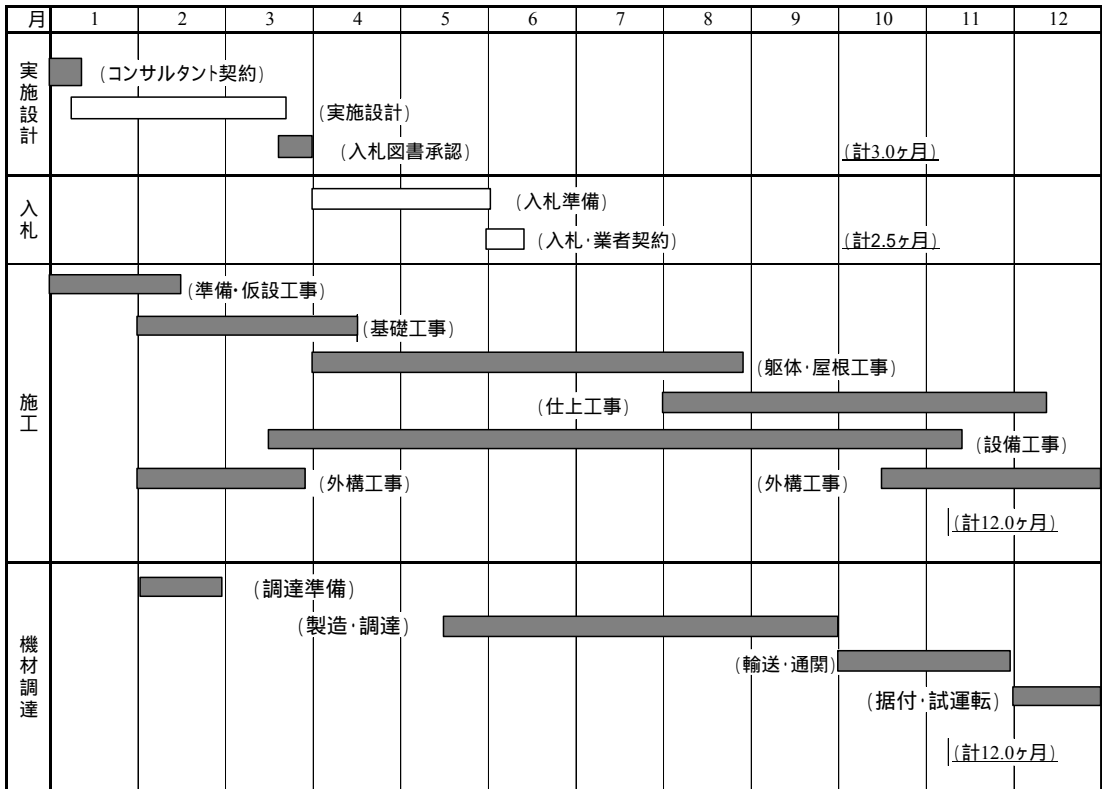 月 1 2 3 4 5 6 7 8 9 10 11 12
実施設計
(コンサルタント契約)
(実施設計)
(入札図書承認) (計3.0ヶ月)
入札
(入札準備)
(入札・業者契約) (計2.5ヶ月)
施工
(準備・仮設工事)
(基礎工事)
(躯体・屋根工事)
(仕上工事)
(設備工事)
(外構工事) (外構工事)
(計12.0ヶ月)
機材調達
(調達準備)
(製造・調達)
(輸送・通関)
(据付・試運転)
(計12.0ヶ月)